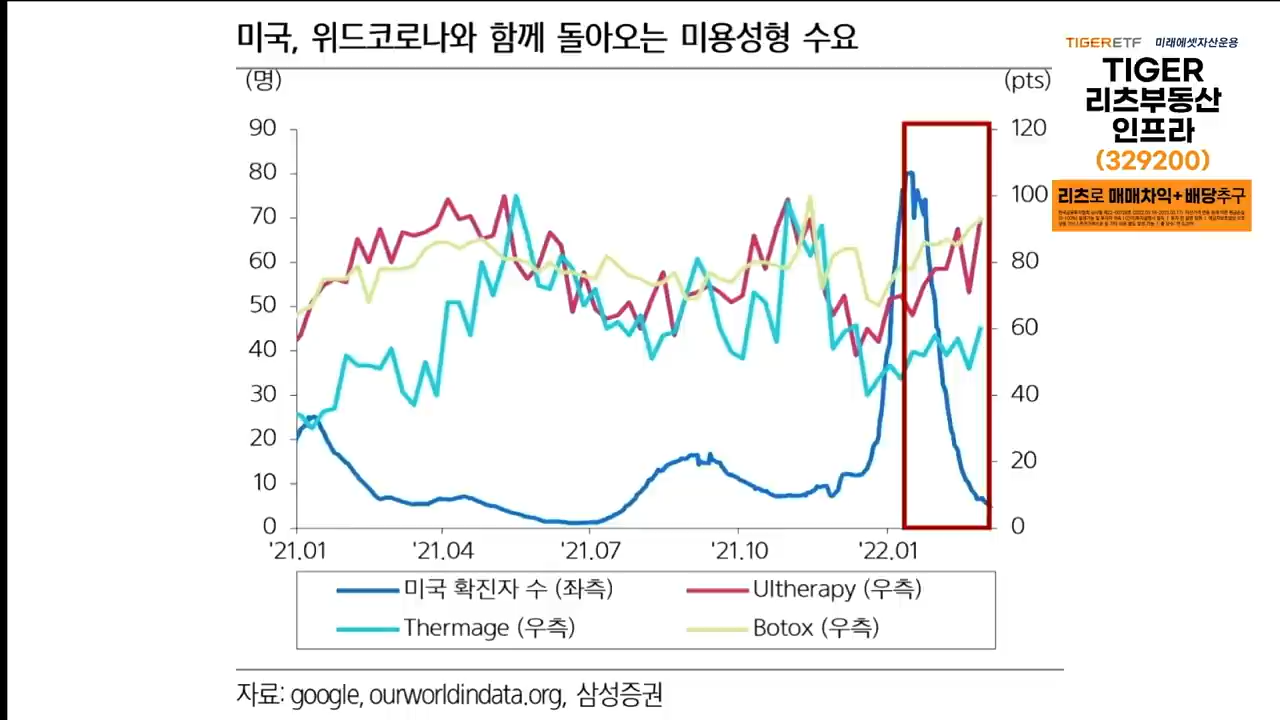 미국, 위드코로나와 함께 돌아오는 미용성형 수요
(명)
(pts)
90
80
70
60
50
40
30
20
10
0
120
100
80
60
40
20
0
'21.01
'21.04
'21.07
'21.10
'22.01
미국 확진자 수 (좌측)
Ultherapy (우측)
Thermage (우측)
Botox (우측)
자료: google, ourworldindata.org, 삼성증권
TIGERETF 미래에셋자산운용
TIGER
리츠부동산
인프라
(329200)
리츠로 매매차익+배당추구